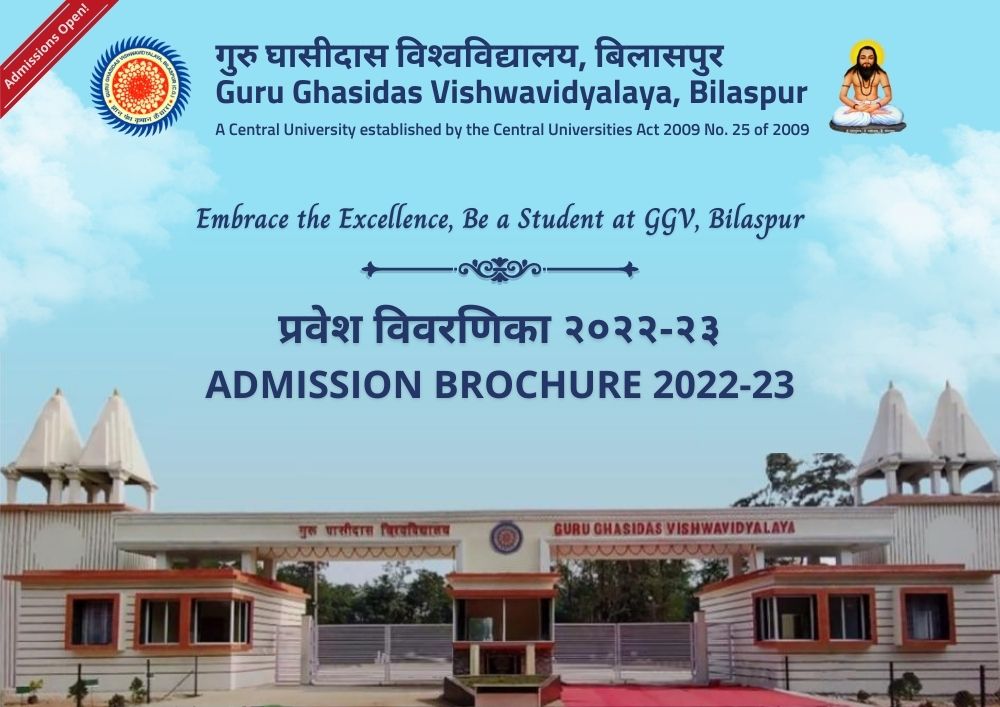 Admissions Open!
गुरु घासीदास विश्वविद्यालय, बिलासपुर
Guru Ghasidas Vishwavidyalaya, Bilaspur
A Central University established by the Central Universities Act 2009 No. 25 of 2009
Embrace the Excellence, Be a Student at GGV, Bilaspur
प्रवेश विवरणिका २०२२-२३
ADMISSION BROCHURE 2022-23
गुरू घासीदास विश्वविद्यालय
GURU GHASIDAS VISHWAVIDYALAYA